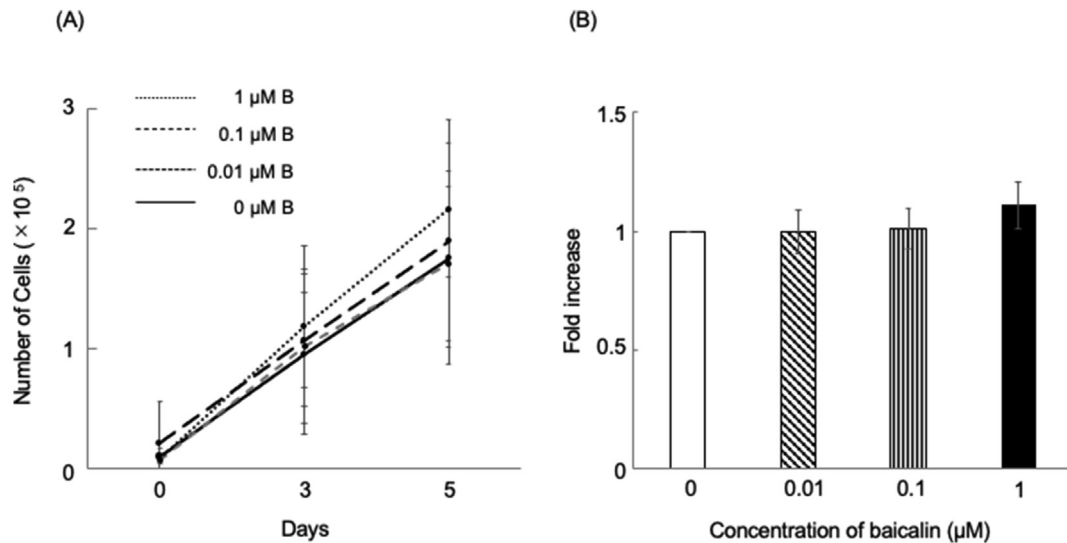 (A)
3
2
1
0
Number of Cells ( × 10 5)
1 µM B
0.1 µM B
0.01 µM B
0 µM B
0 3 5
Days
(B)
1.5
1
0.5
0
Fold increase
0 0.01 0.1 1
Concentration of baicalin (µM)